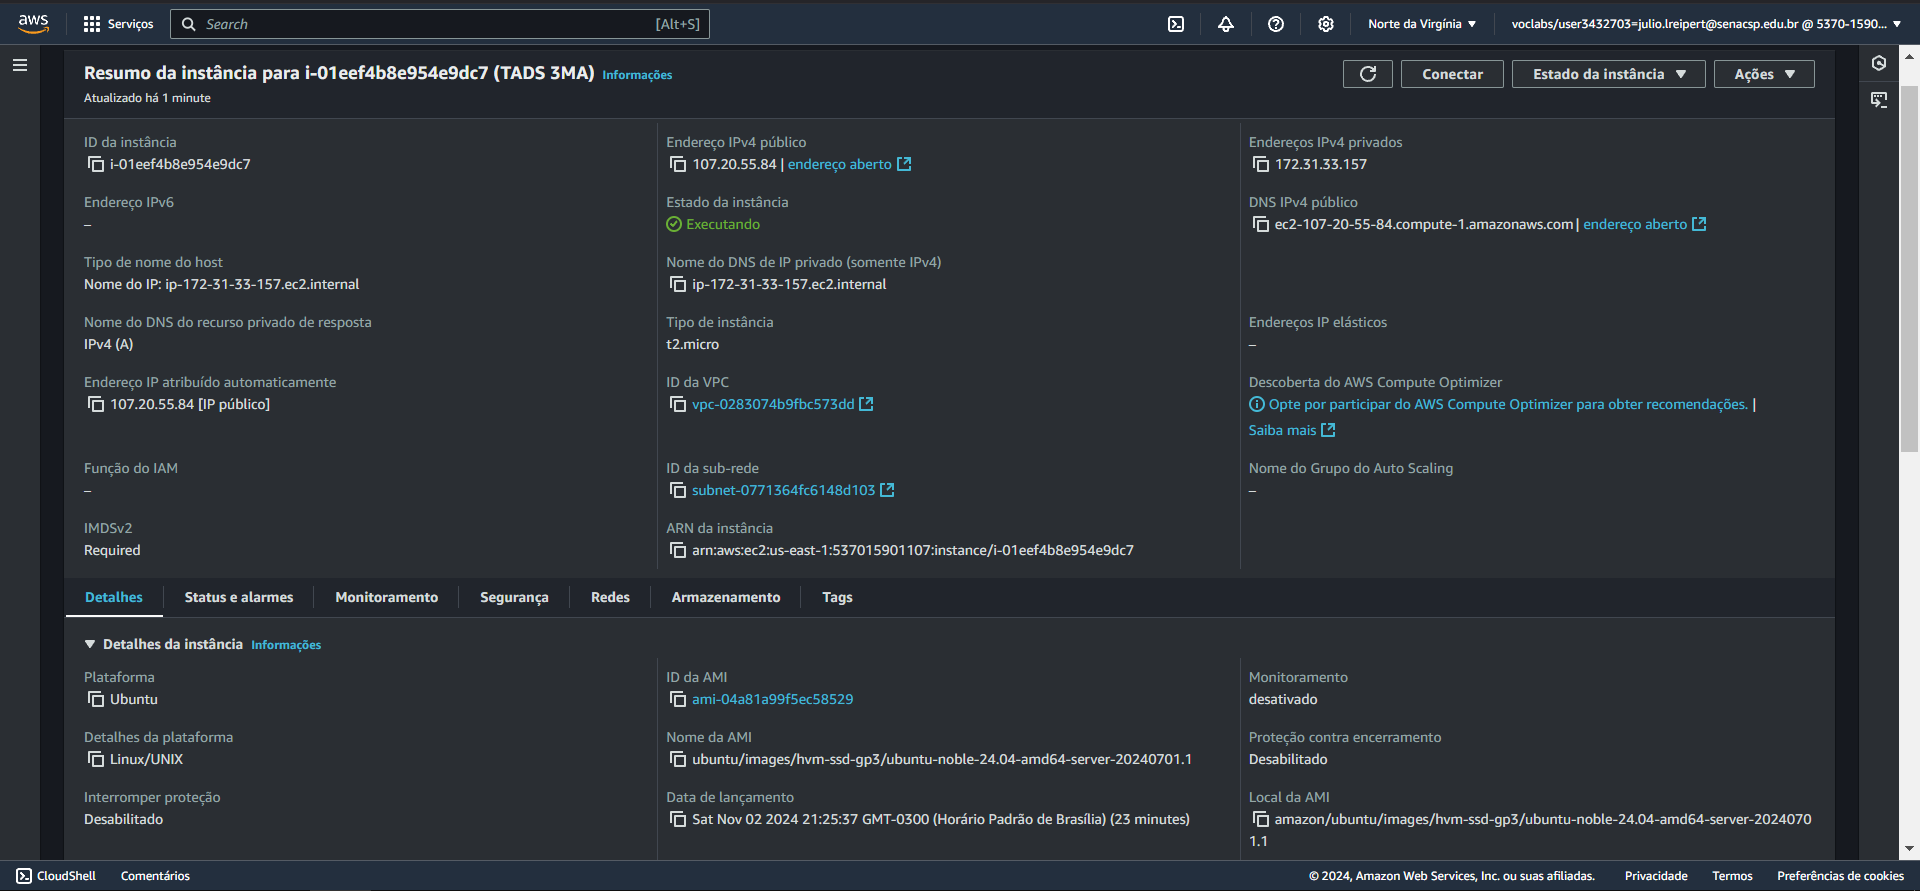 aws
Serviços
Search
[Alt+S]
Norte da Virgínia
voclabs/user3432703=julio.lreipert@senacsp.edu.br @ 5370-1590...
Resumo da instância para i-01eef4b8e954e9dc7 (TADS 3MA) Informações
Atualizado há 1 minute
Conectar
Estado da instância
Ações
ID da instância
i-01eef4b8e954e9dc7
Endereço IPv4 público
107.20.55.84 | endereço aberto
Endereços IPv4 privados
172.31.33.157
Endereço IPv6
–
Estado da instância
Executando
DNS IPv4 público
ec2-107-20-55-84.compute-1.amazonaws.com | endereço aberto
Tipo de nome do host
Nome do IP: ip-172-31-33-157.ec2.internal
Nome do DNS de IP privado (somente IPv4)
ip-172-31-33-157.ec2.internal
Nome do DNS do recurso privado de resposta
IPv4 (A)
Tipo de instância
t2.micro
Endereços IP elásticos
–
Endereço IP atribuído automaticamente
107.20.55.84 [IP público]
ID da VPC
vpc-0283074b9fbc573dd
Descoberta do AWS Compute Optimizer
Opte por participar do AWS Compute Optimizer para obter recomendações. |
Saiba mais
Função do IAM
–
ID da sub-rede
subnet-0771364fc6148d103
Nome do Grupo do Auto Scaling
–
IMDSv2
Required
ARN da instância
arn:aws:ec2:us-east-1:537015901107:instance/i-01eef4b8e954e9dc7
Detalhes
Status e alarmes
Monitoramento
Segurança
Redes
Armazenamento
Tags
Detalhes da instância Informações
Plataforma
Ubuntu
ID da AMI
ami-04a81a99f5ec58529
Monitoramento
desativado
Detalhes da plataforma
Linux/UNIX
Nome da AMI
ubuntu/images/hvm-ssd-gp3/ubuntu-noble-24.04-amd64-server-20240701.1
Proteção contra encerramento
Desabilitado
Interromper proteção
Desabilitado
Data de lançamento
Sat Nov 02 2024 21:25:37 GMT-0300 (Horário Padrão de Brasília) (23 minutes)
Local da AMI
amazon/ubuntu/images/hvm-ssd-gp3/ubuntu-noble-24.04-amd64-server-2024070
1.1
CloudShell
Comentários
© 2024, Amazon Web Services, Inc. ou suas afiliadas.
Privacidade
Termos
Preferências de cookies